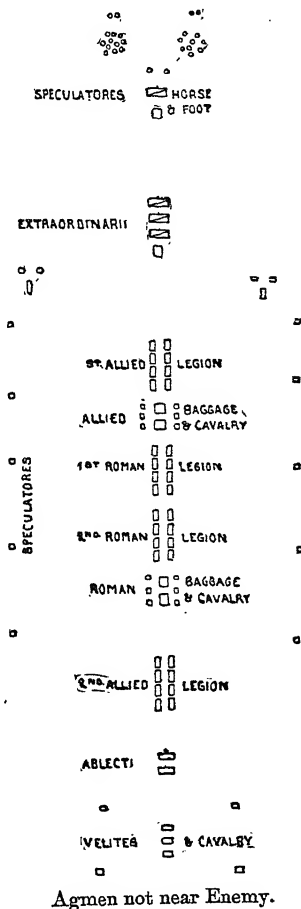 SPECULATORES HORSE
& FOOT
EXTRAORDINARII
1ST ALLIED LEGION
ALLIED BAGGAGE
& CAVALRY
1ST ROMAN LEGION
2ND ROMAN LEGION
SPECULATORES
ROMAN BAGGAGE
& CAVALRY
2ND ALLIED LEGION
ABLECTI
VELITES & CAVALRY
Agmen not near Enemy.